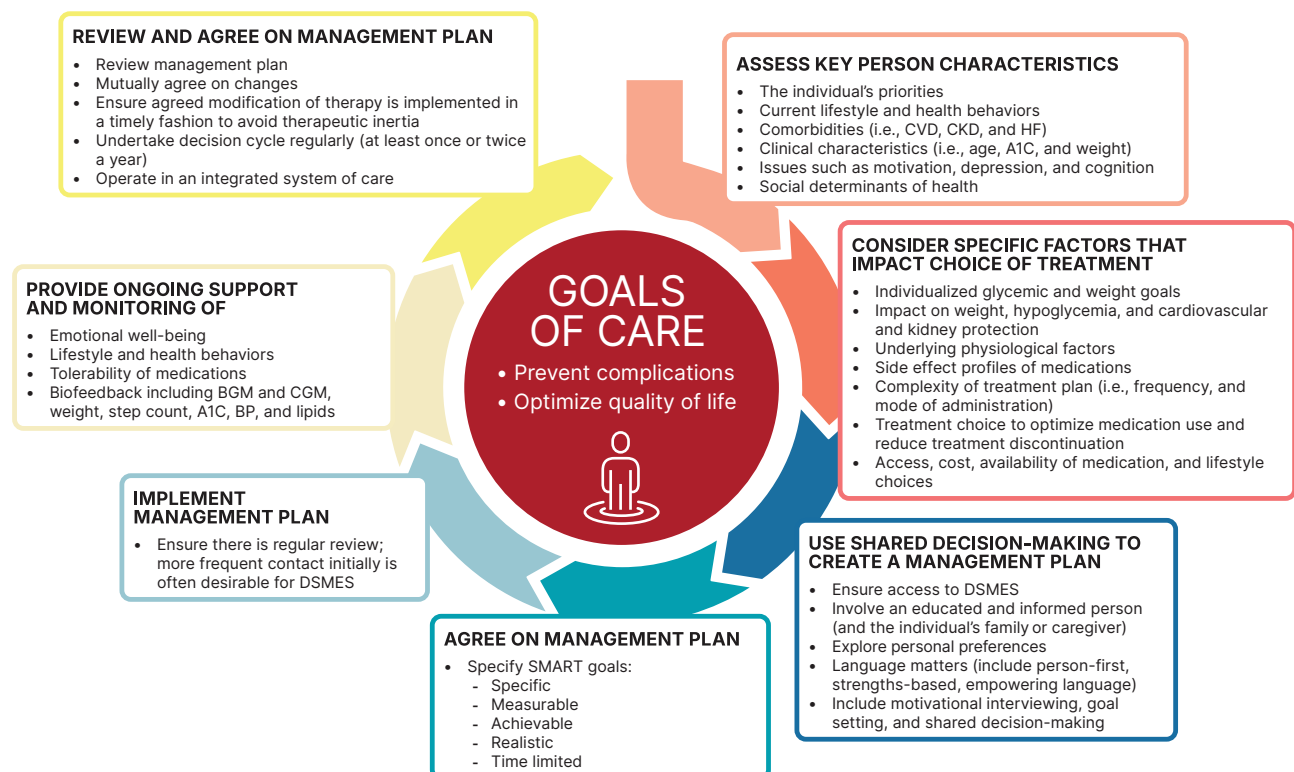 REVIEW AND AGREE ON MANAGEMENT PLAN
• Review management plan
• Mutually agree on changes
• Ensure agreed modification of therapy is implemented in
a timely fashion to avoid therapeutic inertia
• Undertake decision cycle regularly (at least once or twice
a year)
• Operate in an integrated system of care
ASSESS KEY PERSON CHARACTERISTICS
• The individual's priorities
• Current lifestyle and health behaviors
• Comorbidities (i.e., CVD, CKD, and HF)
• Clinical characteristics (i.e., age, A1C, and weight)
• Issues such as motivation, depression, and cognition
• Social determinants of health
CONSIDER SPECIFIC FACTORS THAT
IMPACT CHOICE OF TREATMENT
• Individualized glycemic and weight goals
• Impact on weight, hypoglycemia, and cardiovascular
and kidney protection
• Underlying physiological factors
• Side effect profiles of medications
• Complexity of treatment plan (i.e., frequency, and
mode of administration)
• Treatment choice to optimize medication use and
reduce treatment discontinuation
• Access, cost, availability of medication, and lifestyle
choices
USE SHARED DECISION-MAKING TO
CREATE A MANAGEMENT PLAN
• Ensure access to DSMES
• Involve an educated and informed person
(and the individual's family or caregiver)
• Explore personal preferences
• Language matters (include person-first,
strengths-based, empowering language)
• Include motivational interviewing, goal
setting, and shared decision-making
AGREE ON MANAGEMENT PLAN
• Specify SMART goals:
- Specific
- Measurable
- Achievable
- Realistic
- Time limited
IMPLEMENT
MANAGEMENT PLAN
• Ensure there is regular review;
more frequent contact initially is
often desirable for DSMES
PROVIDE ONGOING SUPPORT
AND MONITORING OF
• Emotional well-being
• Lifestyle and health behaviors
• Tolerability of medications
• Biofeedback including BGM and CGM,
weight, step count, A1C, BP, and lipids
GOALS
OF CARE
• Prevent complications
• Optimize quality of life